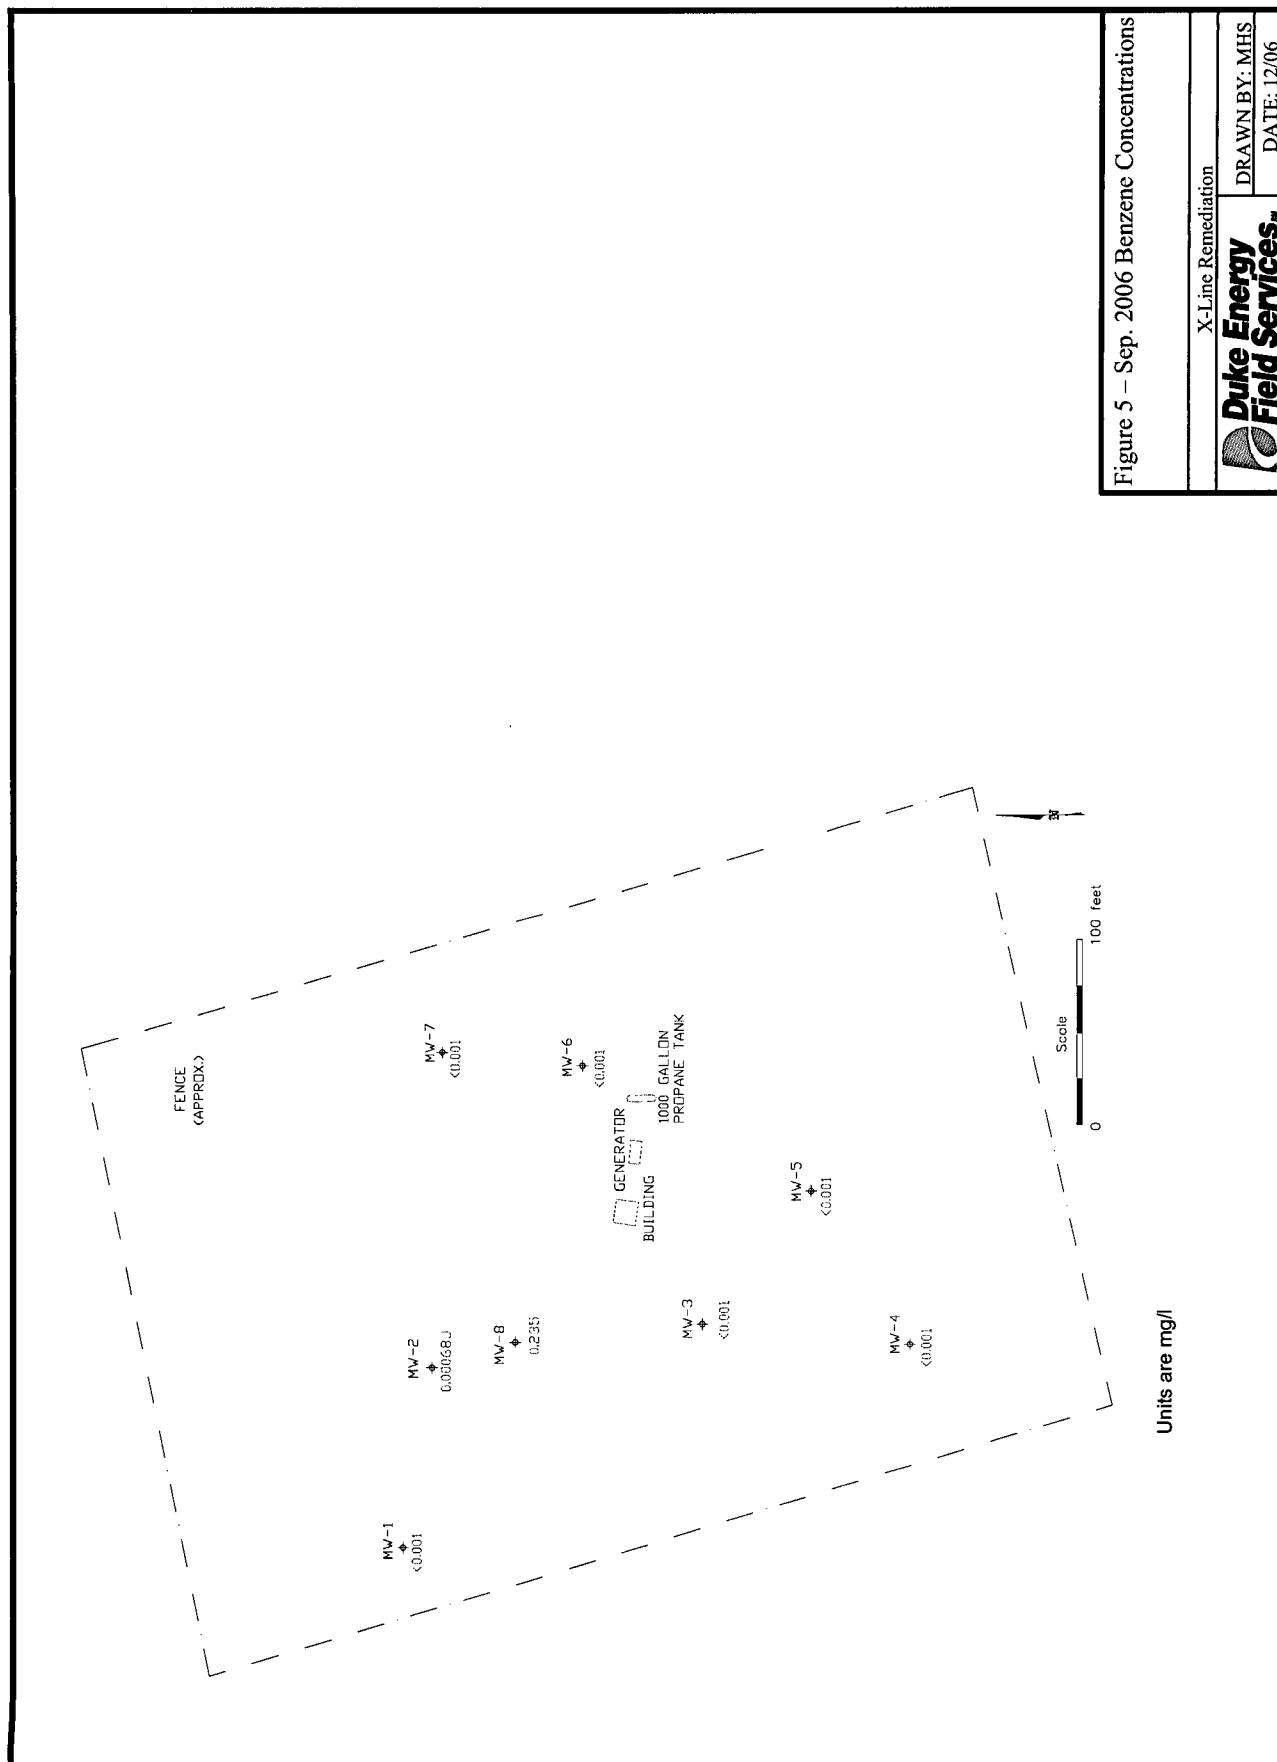 FENCE
(APPROX.)
MW-1
<0.001
MW-2
0.00068J
MW-7
<0.001
MW-8
0.235
MW-6
<0.001
GENERATOR
BUILDING
1000 GALLON
PROPANE TANK
MW-3
<0.001
MW-5
<0.001
MW-4
<0.001
N
Scale
0
100 feet
Units are mg/l
Figure 5 – Sep. 2006 Benzene Concentrations
X-Line Remediation
Duke Energy
Field Services
DRAWN BY: MHS
DATE: 12/06